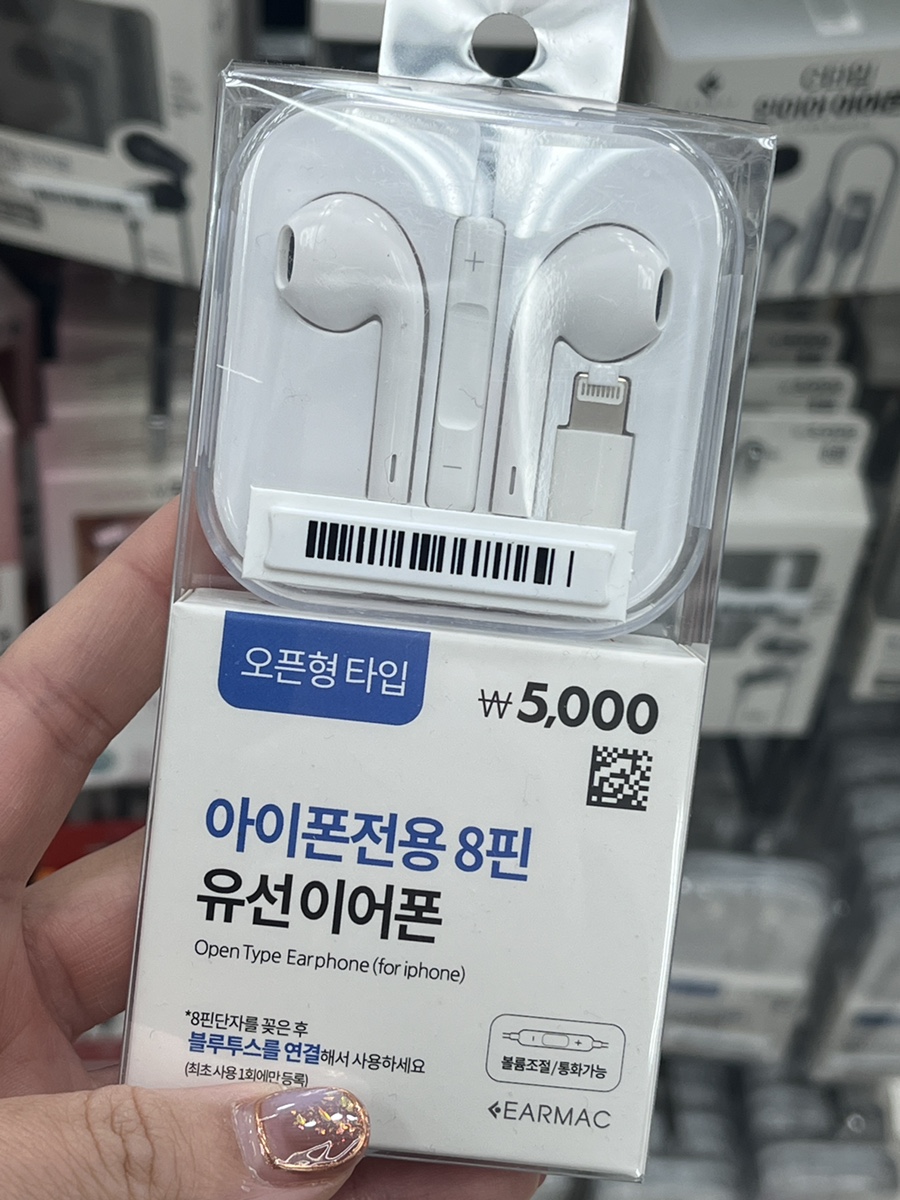 오픈형 타입
₩5,000
아이폰전용 8핀
유선 이어폰
Open Type Earphone (for iphone)
*8핀단자를 꽂은 후
블루투스를 연결해서 사용하세요
(최초 사용 1회에만 등록)
볼륨조절/통화가능
EARMAC